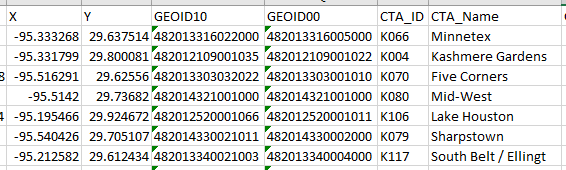 X Y GEOID10 GEOID00 CTA_ID CTA_Name
-95.333268 29.637514 482013316022000 482013316005000 K066 Minnetex
-95.331799 29.800081 482012109001035 482012109001022 K004 Kashmere Gardens
-95.516291 29.62556 482013303032022 482013303001010 K070 Five Corners
-95.5142 29.73682 482014321001000 482014321001000 K080 Mid-West
-95.195466 29.924672 482012520001066 482012520001011 K106 Lake Houston
-95.540426 29.705107 482014330021011 482014330002000 K079 Sharpstown
-95.212582 29.612434 482013340021003 482013340004000 K117 South Belt / Ellingt